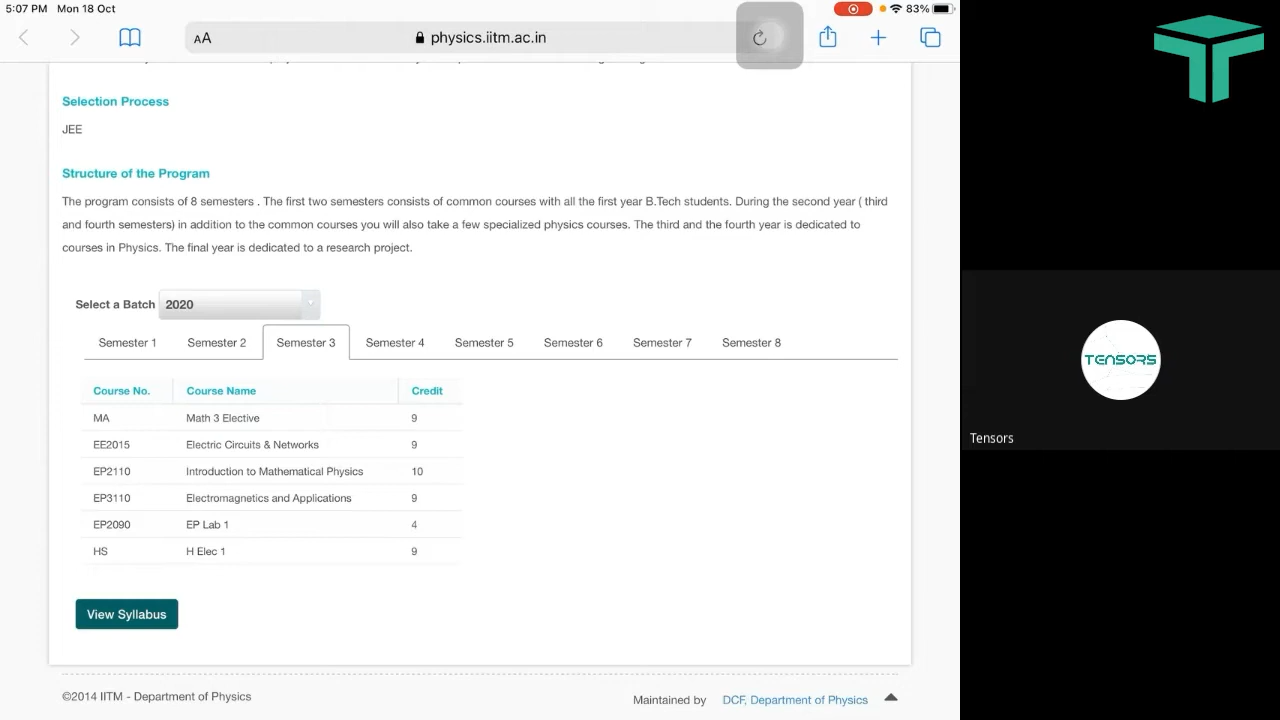 5:07 PM Mon 18 Oct
83%
AA
physics.iitm.ac.in
Selection Process
JEE
Structure of the Program
The program consists of 8 semesters . The first two semesters consists of common courses with all the first year B.Tech students. During the second year ( third
and fourth semesters) in addition to the common courses you will also take a few specialized physics courses. The third and the fourth year is dedicated to
courses in Physics. The final year is dedicated to a research project.
Select a Batch 2020
Semester 1 Semester 2 Semester 3 Semester 4 Semester 5 Semester 6 Semester 7 Semester 8
Course No. Course Name Credit
MA Math 3 Elective 9
EE2015 Electric Circuits & Networks 9
EP2110 Introduction to Mathematical Physics 10
EP3110 Electromagnetics and Applications 9
EP2090 EP Lab 1 4
HS H Elec 1 9
View Syllabus
©2014 IITM - Department of Physics
Maintained by DCF, Department of Physics
TENSORS
Tensors